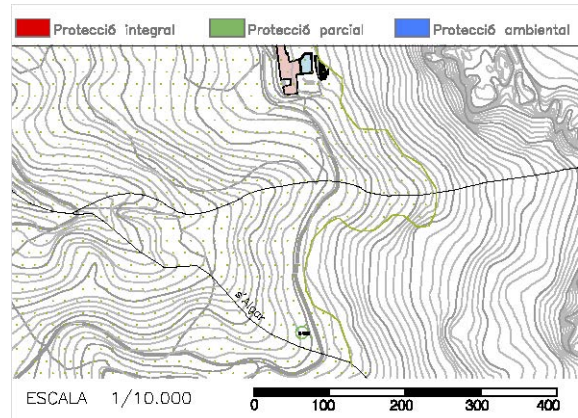 Protecció integral Protecció parcial Protecció ambiental
s'Algar
ESCALA 1/10.000
0 100 200 300 400